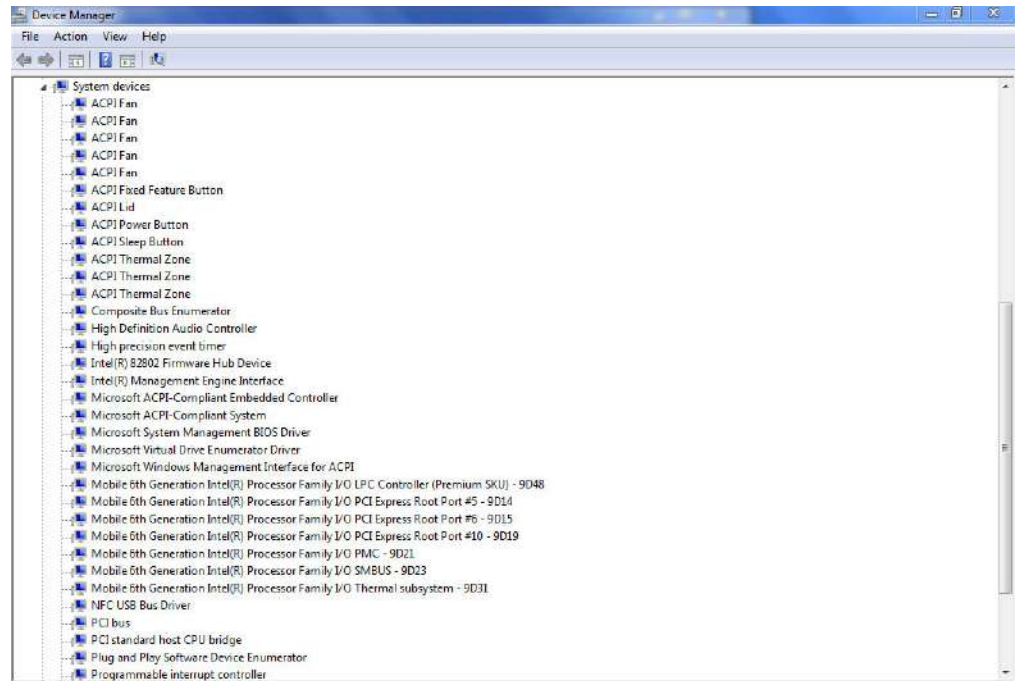 Device Manager
File Action View Help
System devices
ACPI Fan
ACPI Fan
ACPI Fan
ACPI Fan
ACPI Fan
ACPI Fixed Feature Button
ACPI Lid
ACPI Power Button
ACPI Sleep Button
ACPI Thermal Zone
ACPI Thermal Zone
ACPI Thermal Zone
Composite Bus Enumerator
High Definition Audio Controller
High precision event timer
Intel(R) 82802 Firmware Hub Device
Intel(R) Management Engine Interface
Microsoft ACPI-Compliant Embedded Controller
Microsoft ACPI-Compliant System
Microsoft System Management BIOS Driver
Microsoft Virtual Drive Enumerator Driver
Microsoft Windows Management Interface for ACPI
Mobile 6th Generation Intel(R) Processor Family I/O LPC Controller (Premium SKU) - 9D48
Mobile 6th Generation Intel(R) Processor Family I/O PCI Express Root Port #5 - 9D14
Mobile 6th Generation Intel(R) Processor Family I/O PCI Express Root Port #6 - 9D15
Mobile 6th Generation Intel(R) Processor Family I/O PCI Express Root Port #10 - 9D19
Mobile 6th Generation Intel(R) Processor Family I/O PMC - 9D21
Mobile 6th Generation Intel(R) Processor Family I/O SMBUS - 9D23
Mobile 6th Generation Intel(R) Processor Family I/O Thermal subsystem - 9D31
NFC USB Bus Driver
PCI bus
PCI standard host CPU bridge
Plug and Play Software Device Enumerator
Programmable interrupt controller